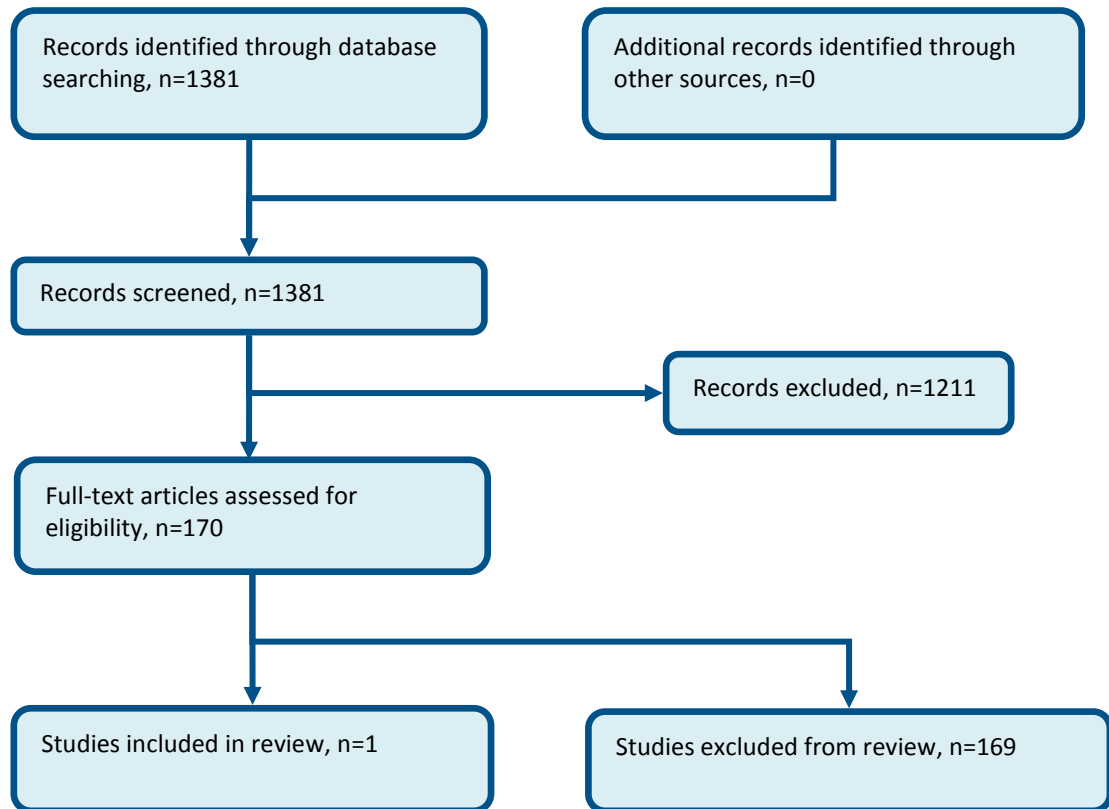 Records identified through database
searching, n=1381
Additional records identified through
other sources, n=0
Records screened, n=1381
Records excluded, n=1211
Full-text articles assessed for
eligibility, n=170
Studies included in review, n=1
Studies excluded from review, n=169